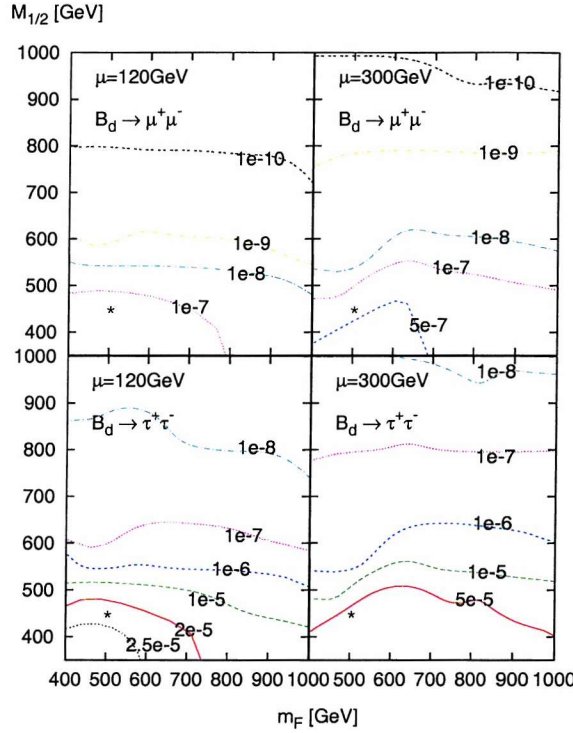 M1/2 [GeV]
1000
900
800
700
600
500
400
μ=120GeV
Bd → μ+μ-
1e-10
1e-9
1e-8
1e-7
*
μ=300GeV
Bd → μ+μ-
1e-10
1e-9
1e-8
1e-7
5e-7
*
1000
900
800
700
600
500
400
μ=120GeV
Bd → τ+τ-
1e-8
1e-7
1e-6
1e-5
2e-5
2.5e-5
*
μ=300GeV
Bd → τ+τ-
1e-8
1e-7
1e-6
1e-5
5e-5
*
400 500 600 700 800 900 1000 500 600 700 800 900 1000
mF [GeV]